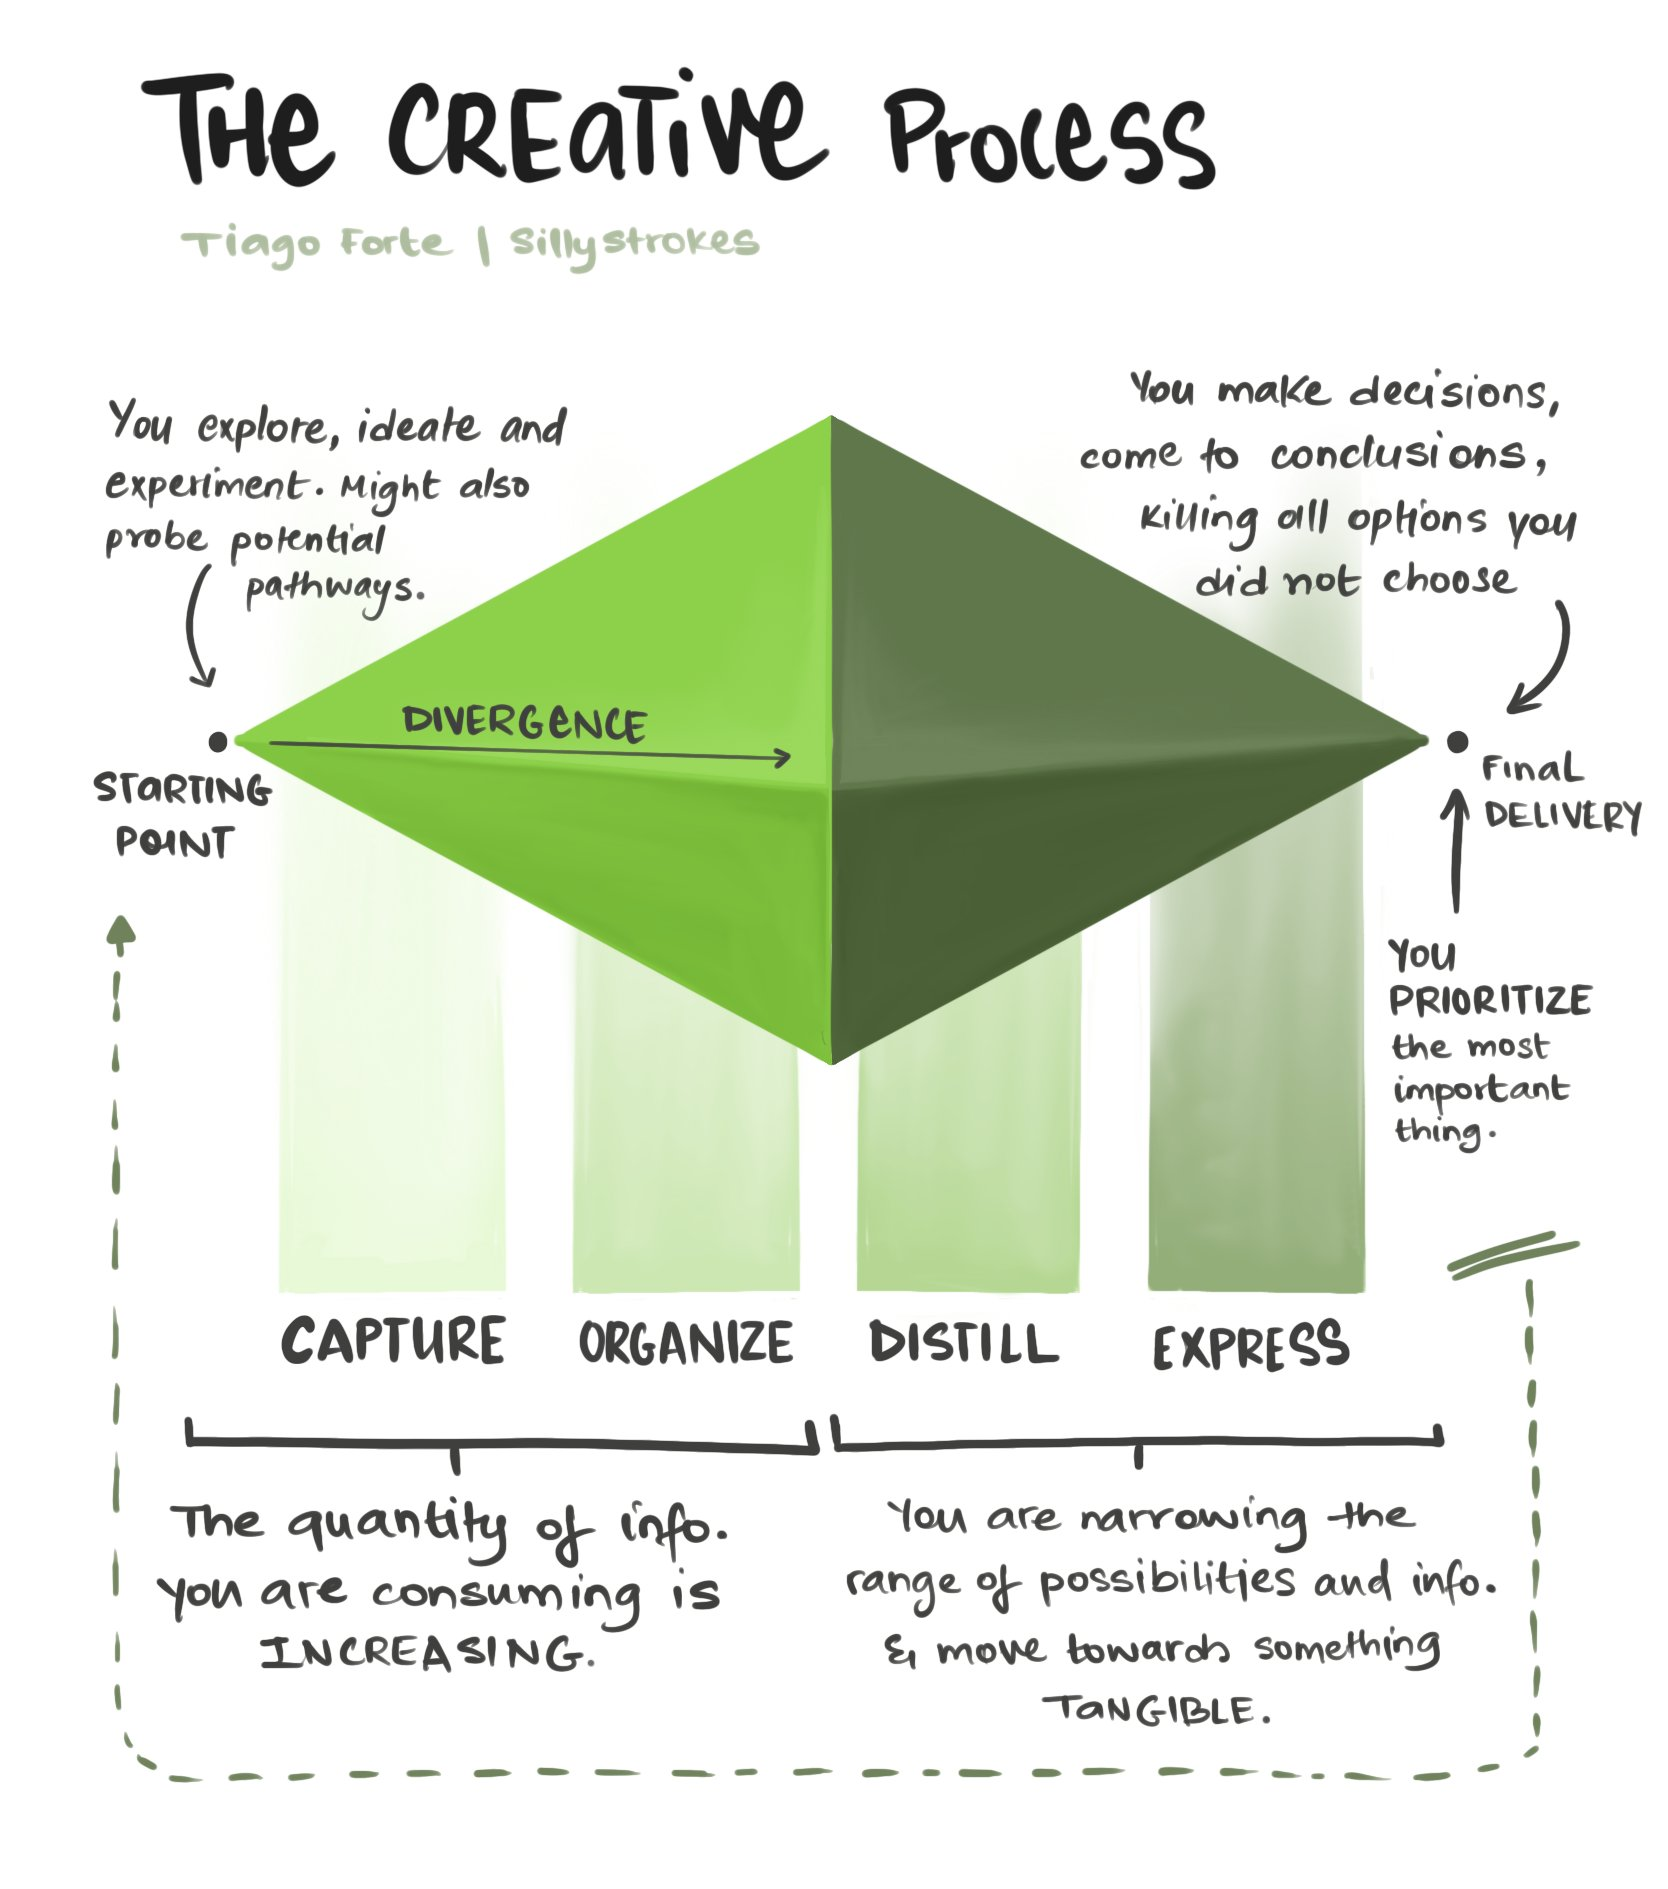 THE CREATIVE PROCESS
Tiago Forte | Sillystrokes
You explore, ideate and
experiment. Might also
probe potential
pathways.
You make decisions,
come to conclusions,
killing all options you
did not choose
DIVERGENCE
STARTING
POINT
FINAL
DELIVERY
You
PRIORITIZE
the most
important
thing.
CAPTURE
ORGANIZE
DISTILL
EXPRESS
The quantity of info.
you are consuming is
INCREASING.
You are narrowing the
range of possibilities and info.
& move towards something
TANGIBLE.